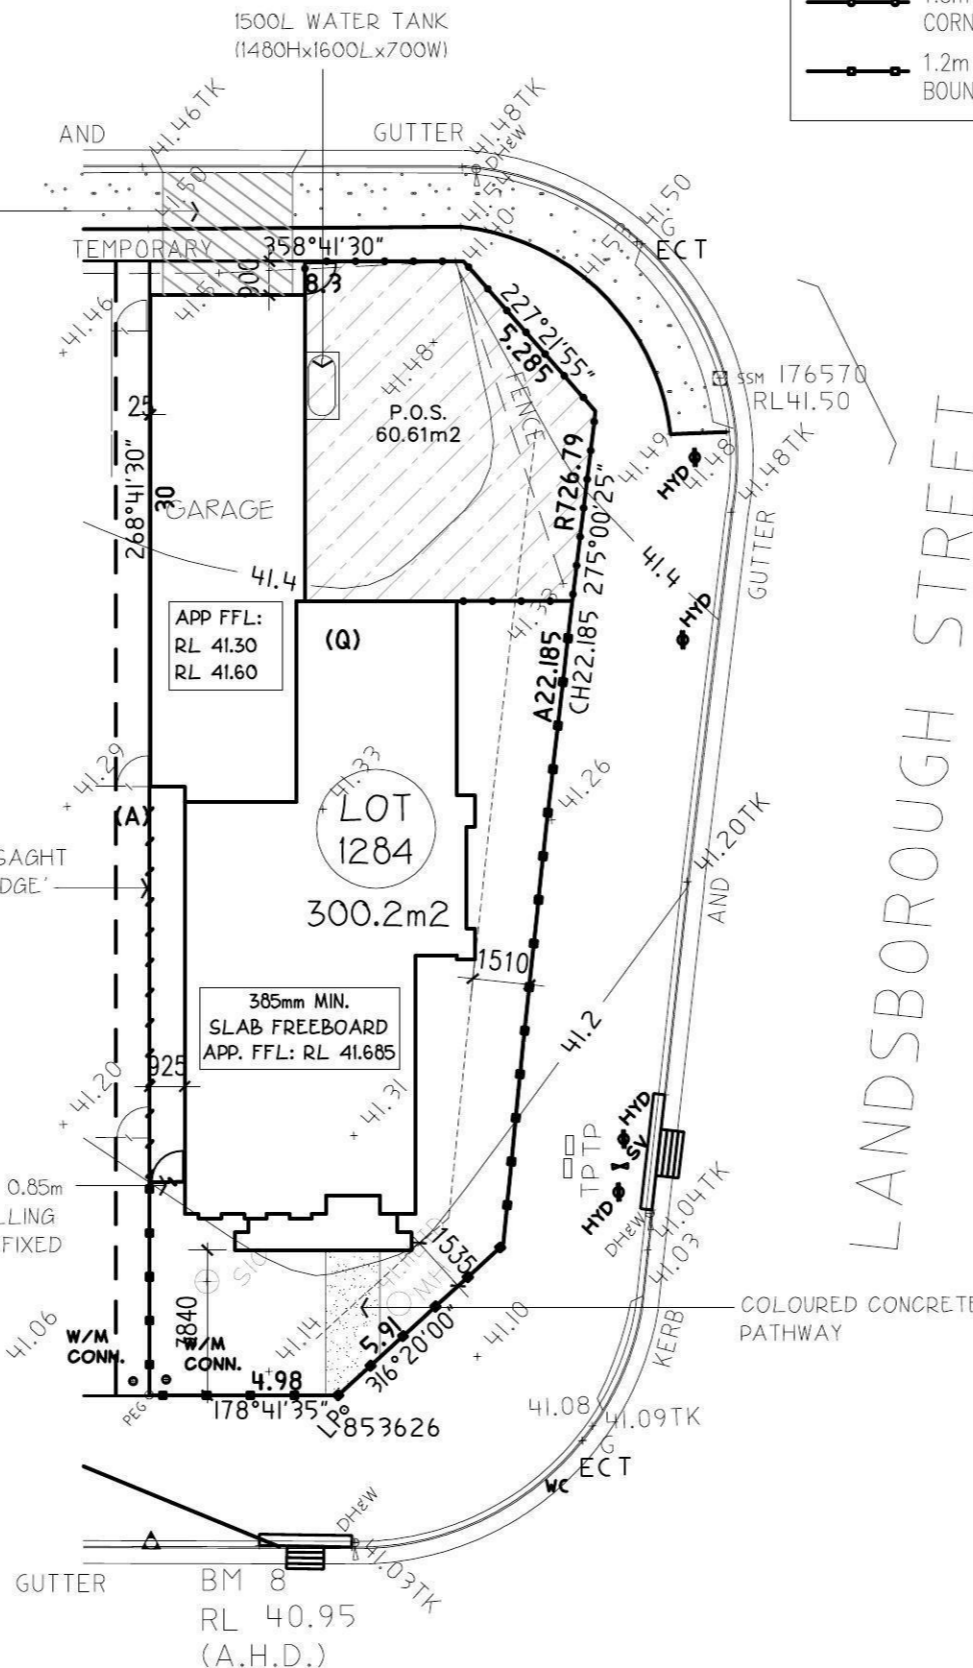 1500L WATER TANK
(1480Hx1600Lx700W)
CORN
1.2m
BOUN
AND
GUTTER
41.46TK
41.48TK
DH&W
41.50
41.54
41.40
41.50
G
ECT
TEMPORARY
358°41'30"
900
8.3
41.46
227°21'55"
5.285
FENCE
41.48
P.O.S.
60.61m2
SSM 176570
RL41.50
25
268°41'30"
30
GARAGE
R726.79
275°00'25"
41.49
41.48
41.48TK
HYD
GUTTER
41.4
41.4
41.33
HYD
APP FFL:
RL 41.30
RL 41.60
(Q)
A22.185
CH22.185
41.29
41.33
41.26
LOT
1284
300.2m2
(A)
41.20TK
AND
SAGHT
DGE'
1510
385mm MIN.
SLAB FREEBOARD
APP. FFL: RL 41.685
925
41.2
41.20
41.31
LANDSBOROUGH STREET
HYD
SV
TP TP
HYD
DH&W
41.04TK
41.03
0.85m
LLING
FIXED
1535
3840
MH
COLOURED CONCRETE
PATHWAY
41.06
41.14
41.10
W/M
CONN.
W/M
CONN.
5.91
316°20'00"
KERB
4.98
178°41'35"
PEG
LP
853626
41.08
41.09TK
G
ECT
WC
DH&W
41.03TK
GUTTER
BM 8
RL 40.95
(A.H.D.)